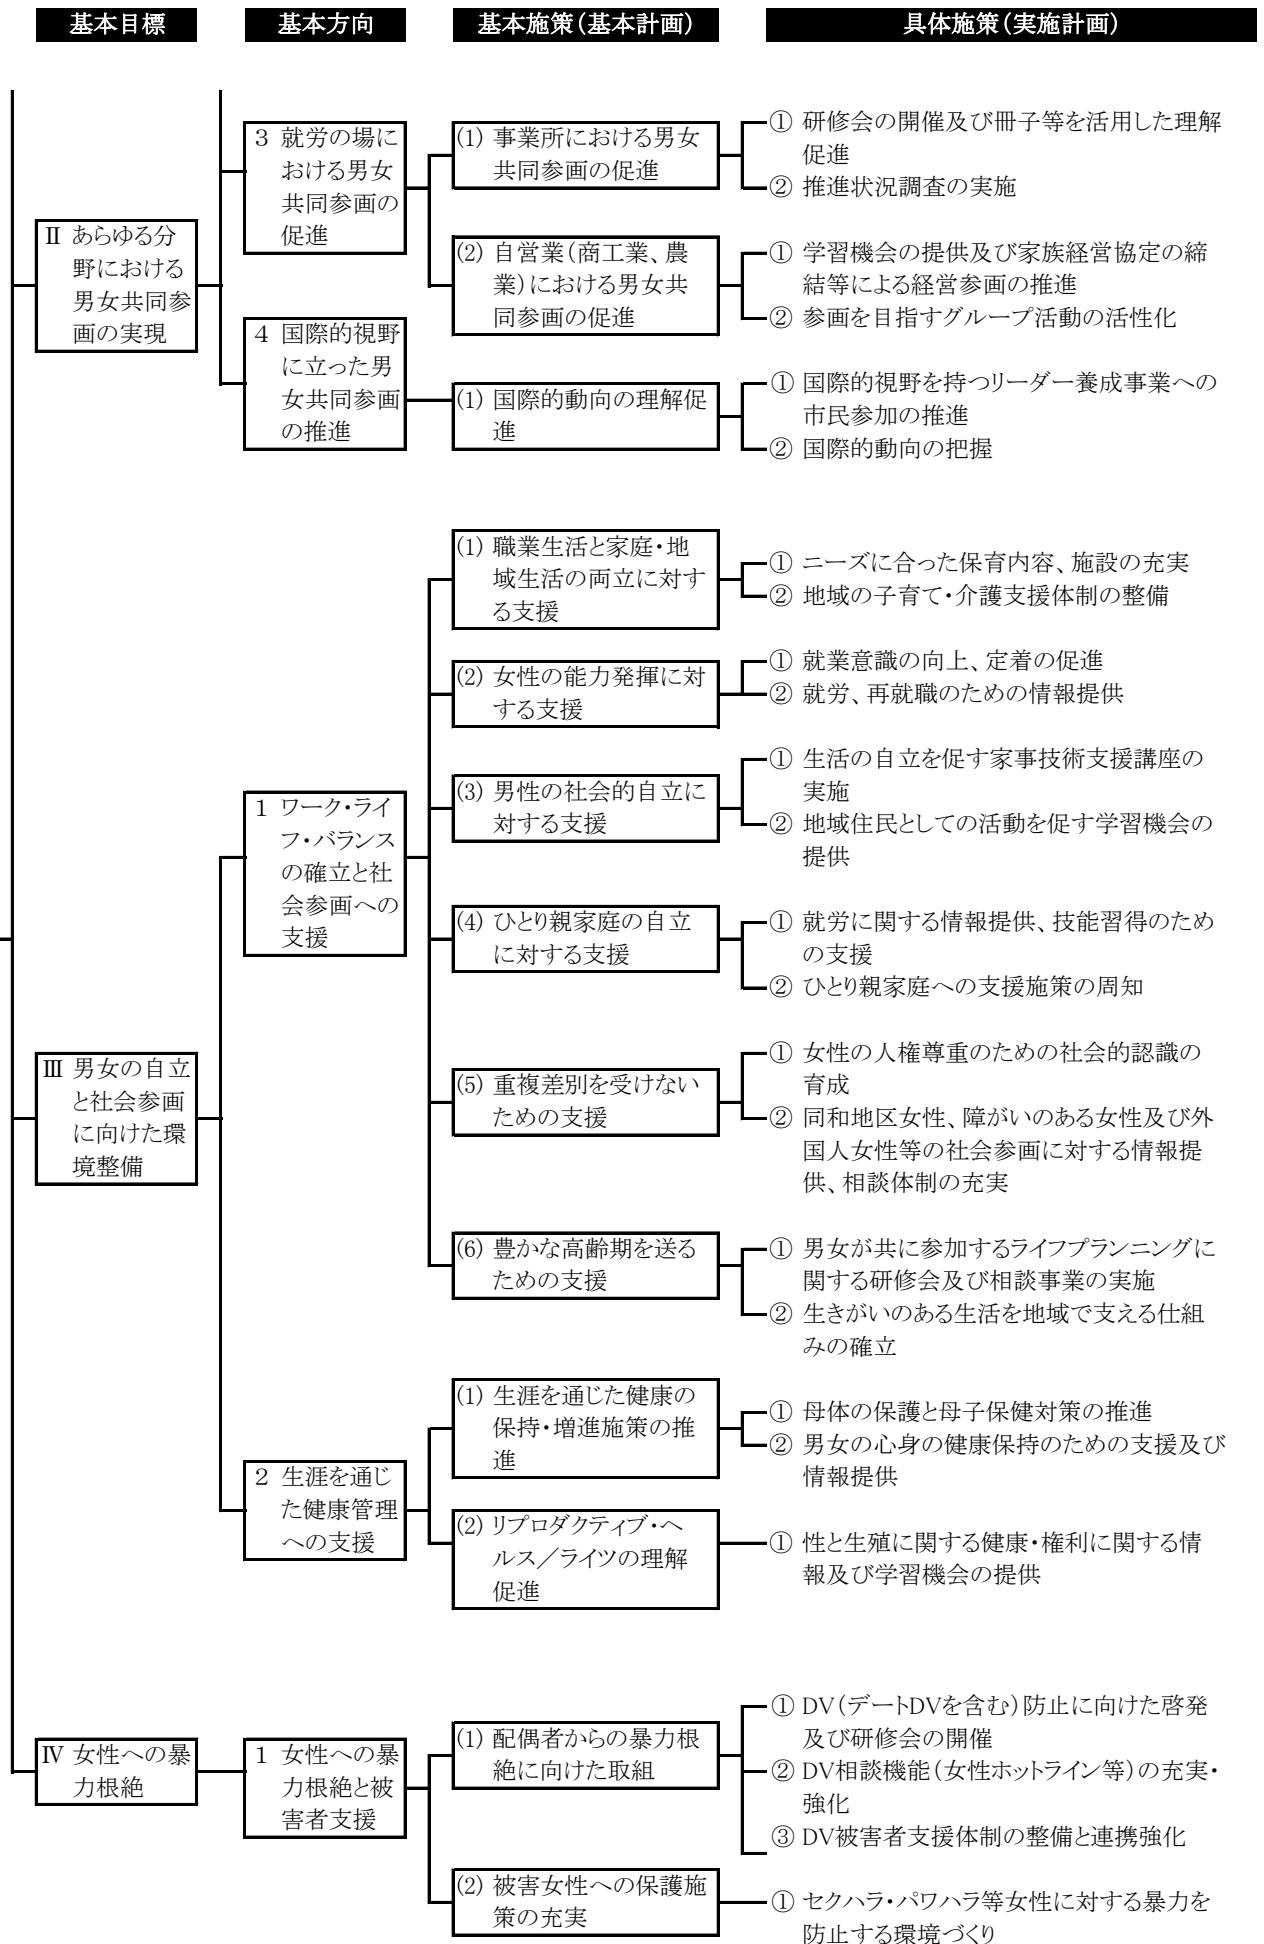 基本目標
基本方向
基本施策(基本計画)
具体施策(実施計画)
Ⅱ あらゆる分
野における
男女共同参
画の実現
3 就労の場に
おける男女
共同参画の
促進
(1) 事業所における男女
共同参画の促進
① 研修会の開催及び冊子等を活用した理解
促進
② 推進状況調査の実施
(2) 自営業(商工業、農
業)における男女共
同参画の促進
① 学習機会の提供及び家族経営協定の締
結等による経営参画の推進
② 参画を目指すグループ活動の活性化
4 国際的視野
に立った男
女共同参画
の推進
(1) 国際的動向の理解促
進
① 国際的視野を持つリーダー養成事業への
市民参加の推進
② 国際的動向の把握
Ⅲ 男女の自立
と社会参画
に向けた環
境整備
1 ワーク・ライ
フ・バランス
の確立と社
会参画への
支援
(1) 職業生活と家庭・地
域生活の両立に対す
る支援
① ニーズに合った保育内容、施設の充実
② 地域の子育て・介護支援体制の整備
(2) 女性の能力発揮に対
する支援
① 就業意識の向上、定着の促進
② 就労、再就職のための情報提供
(3) 男性の社会的自立に
対する支援
① 生活の自立を促す家事技術支援講座の
実施
② 地域住民としての活動を促す学習機会の
提供
(4) ひとり親家庭の自立
に対する支援
① 就労に関する情報提供、技能習得のため
の支援
② ひとり親家庭への支援施策の周知
(5) 重複差別を受けない
ための支援
① 女性の人権尊重のための社会的認識の
育成
② 同和地区女性、障がいのある女性及び外
国人女性等の社会参画に対する情報提
供、相談体制の充実
(6) 豊かな高齢期を送る
ための支援
① 男女が共に参加するライフプランニングに
関する研修会及び相談事業の実施
② 生きがいのある生活を地域で支える仕組
みの確立
2 生涯を通じ
た健康管理
への支援
(1) 生涯を通じた健康の
保持・増進施策の推
進
① 母体の保護と母子保健対策の推進
② 男女の心身の健康保持のための支援及び
情報提供
(2) リプロダクティブ・ヘ
ルス/ライツの理解
促進
① 性と生殖に関する健康・権利に関する情
報及び学習機会の提供
Ⅳ 女性への暴
力根絶
1 女性への暴
力根絶と被
害者支援
(1) 配偶者からの暴力根
絶に向けた取組
① DV(デートDVを含む)防止に向けた啓発
及び研修会の開催
② DV相談機能(女性ホットライン等)の充実・
強化
③ DV被害者支援体制の整備と連携強化
(2) 被害女性への保護施
策の充実
① セクハラ・パワハラ等女性に対する暴力を
防止する環境づくり